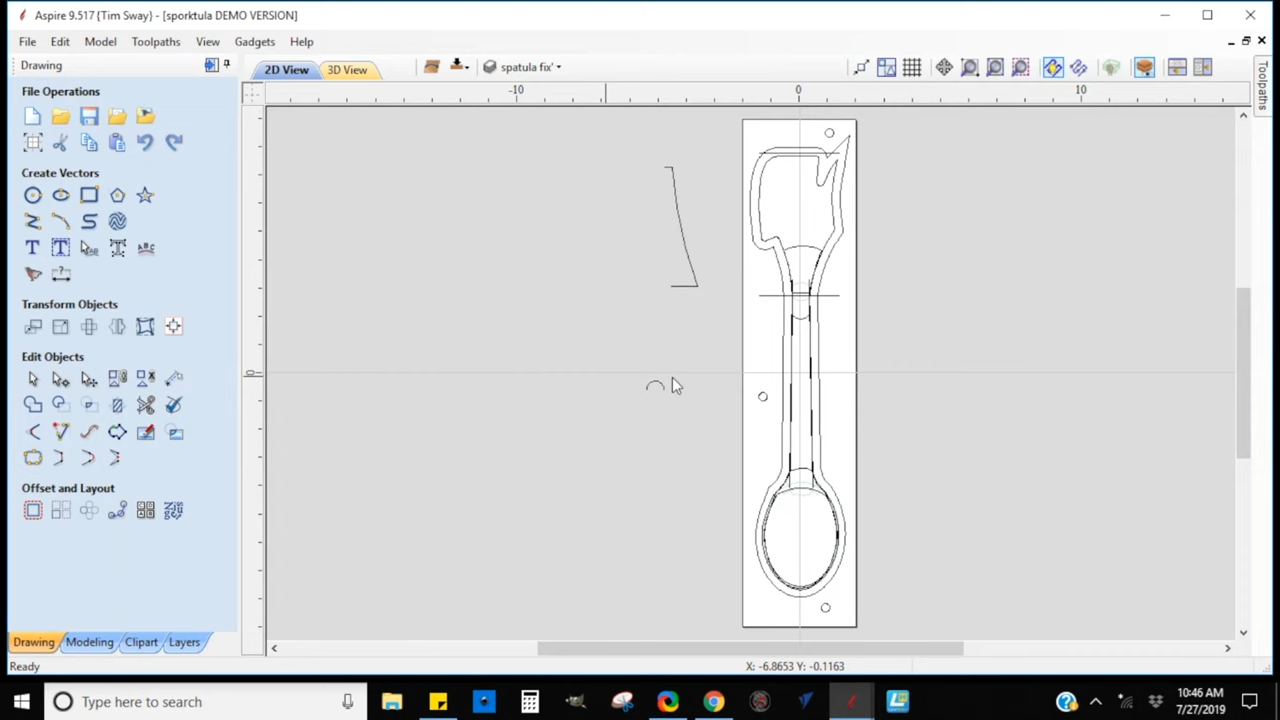 Aspire 9.517 {Tim Sway} - [sporktula DEMO VERSION]
File Edit Model Toolpaths View Gadgets Help
Drawing
2D View 3D View spatula fix'
Toolpaths
File Operations
-10 0 10
Create Vectors
Transform Objects
Edit Objects
0
Offset and Layout
Drawing Modeling Clipart Layers
Ready X: -6.8653 Y: -0.1163
Type here to search
10:46 AM
7/27/2019